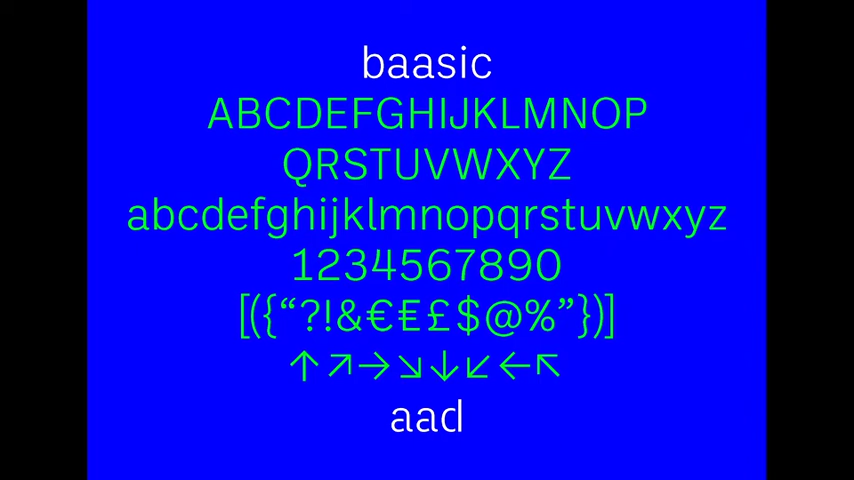 baasic
ABCDEFGHIJKLMNOP
QRSTUVWXYZ
abcdefghijklmnopqrstuvwxyz
1234567890
[({“?!&€₤£$@%”})]
↑↗→↘↓↙←↖
aad